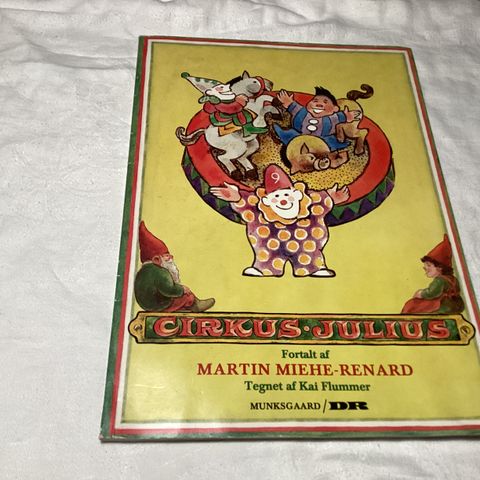 9
CIRKUS·JULIUS
Fortalt af
MARTIN MIEHE-RENARD
Tegnet af Kai Flummer
MUNKSGAARD/DR